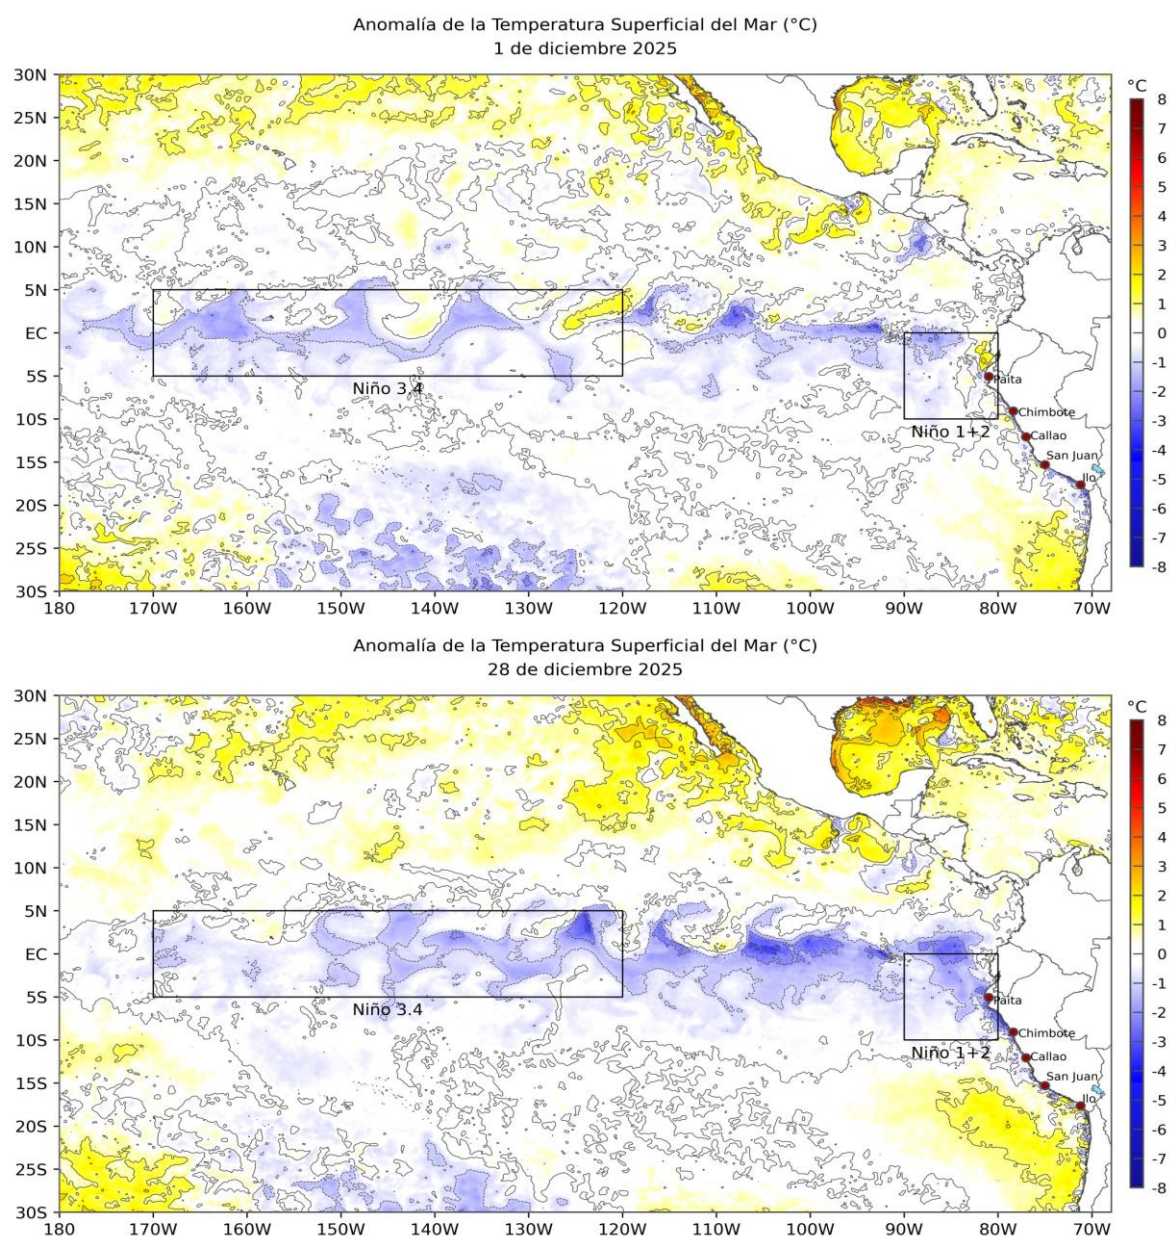 Anomalía de la Temperatura Superficial del Mar (°C)
1 de diciembre 2025
30N
25N
20N
15N
10N
5N
EC
5S
10S
15S
20S
25S
30S
180
170W
160W
150W
140W
130W
120W
110W
100W
90W
80W
70W
Niño 3.4
Niño 1+2
Paita
Chimbote
Callao
San Juan
Ilo
°C
8
7
6
5
4
3
2
1
0
-1
-2
-3
-4
-5
-6
-7
-8
Anomalía de la Temperatura Superficial del Mar (°C)
28 de diciembre 2025
30N
25N
20N
15N
10N
5N
EC
5S
10S
15S
20S
25S
30S
180
170W
160W
150W
140W
130W
120W
110W
100W
90W
80W
70W
Niño 3.4
Niño 1+2
Paita
Chimbote
Callao
San Juan
Ilo
°C
8
7
6
5
4
3
2
1
0
-1
-2
-3
-4
-5
-6
-7
-8